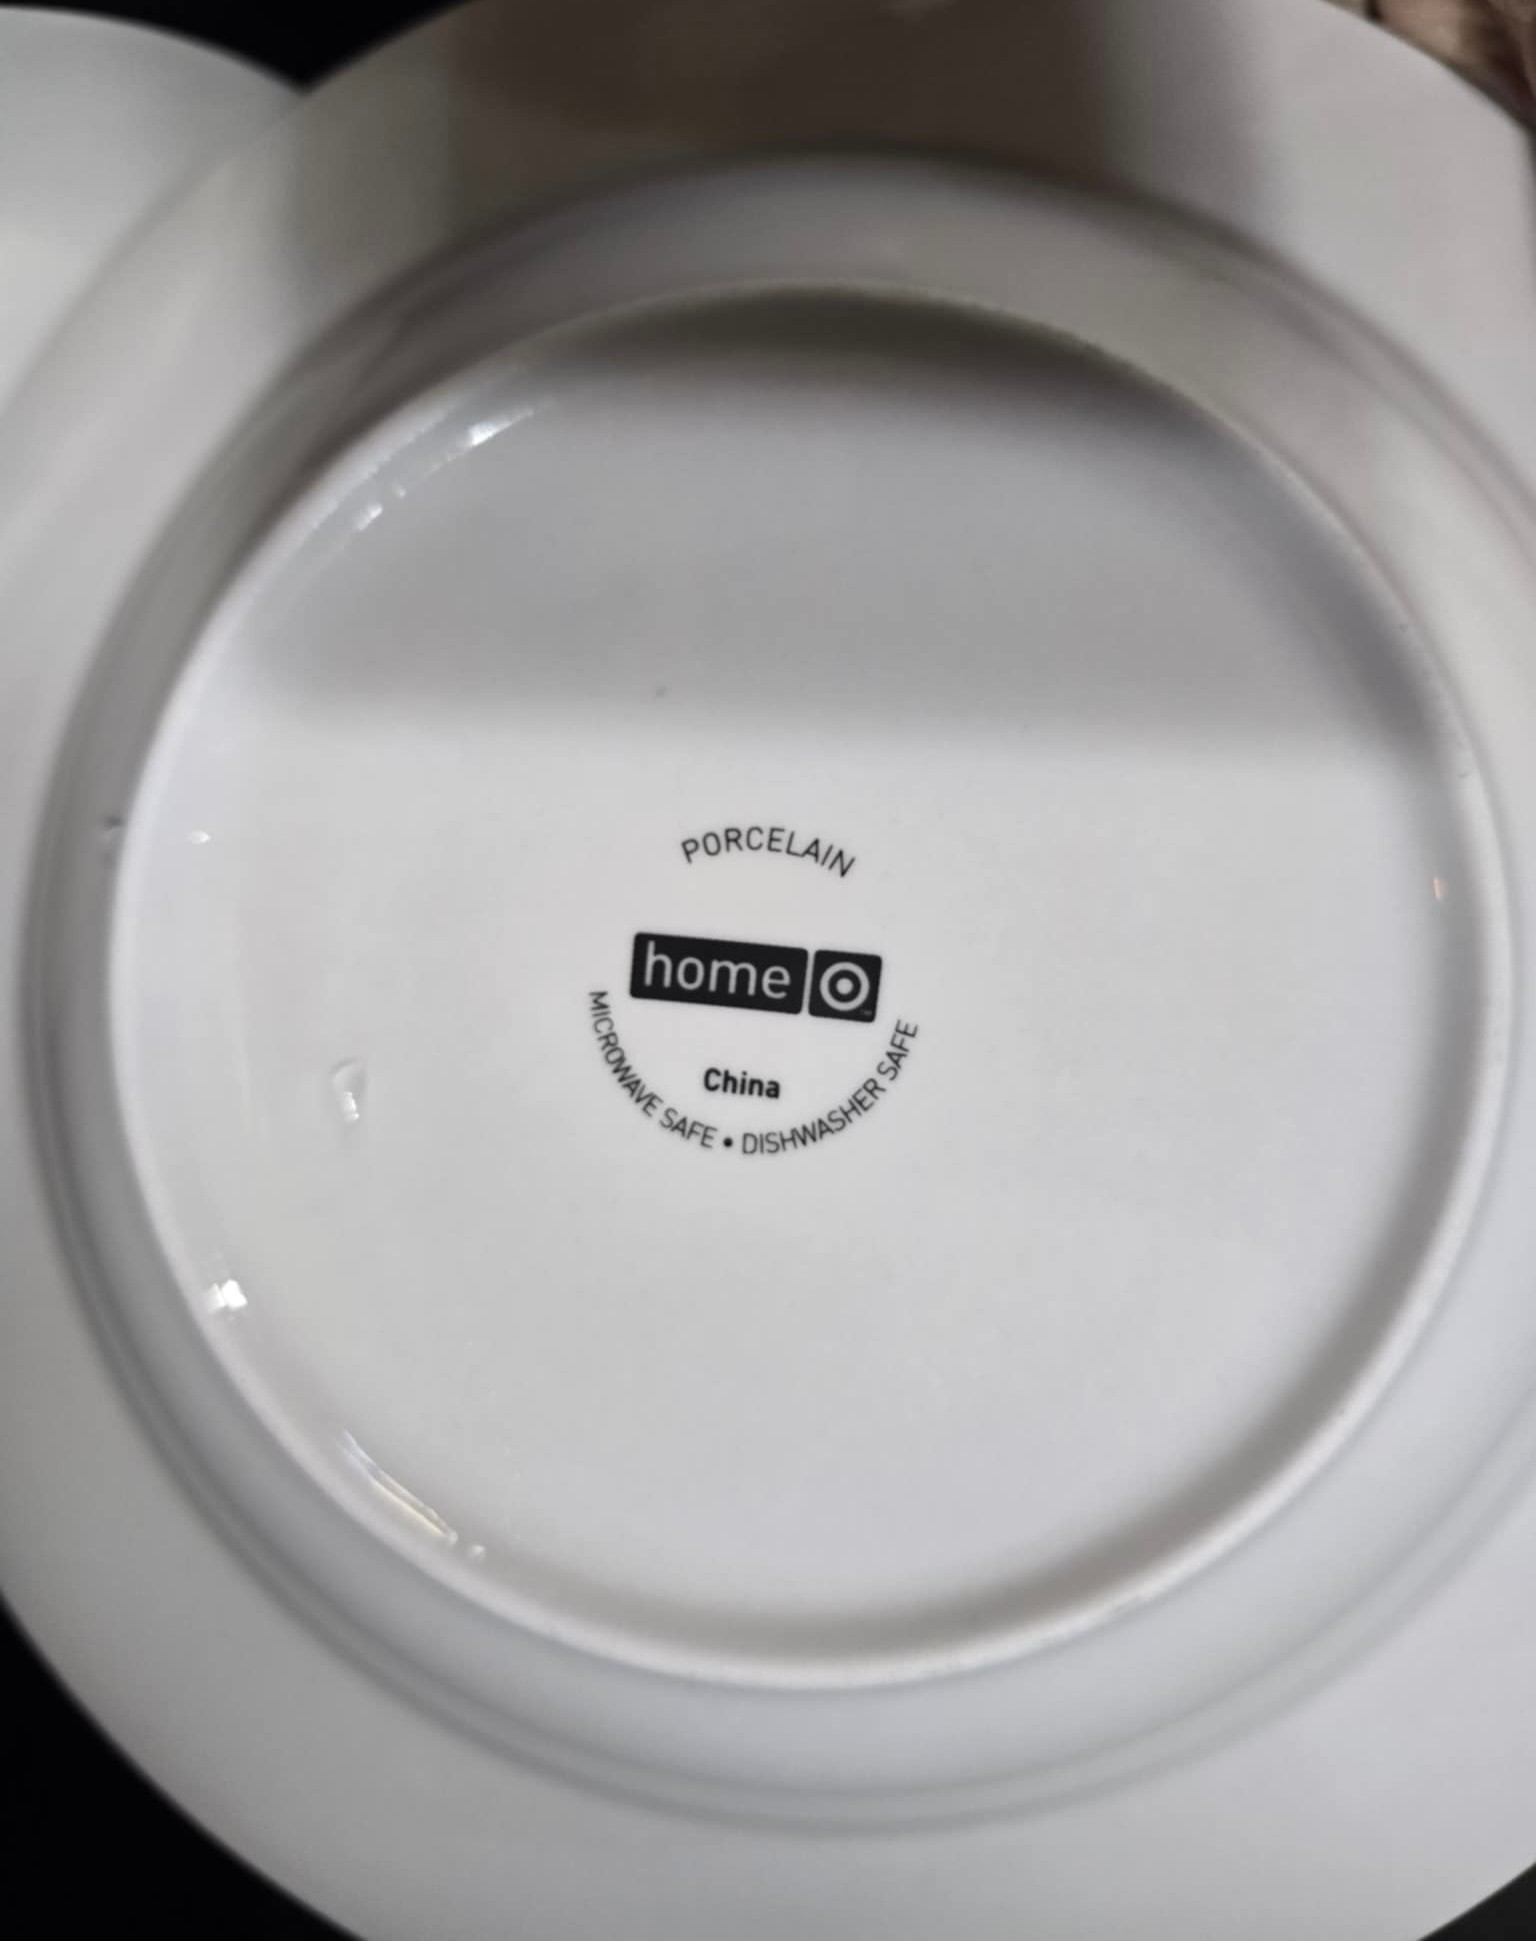 PORCELAIN
home
China
MICROWAVE SAFE • DISHWASHER SAFE